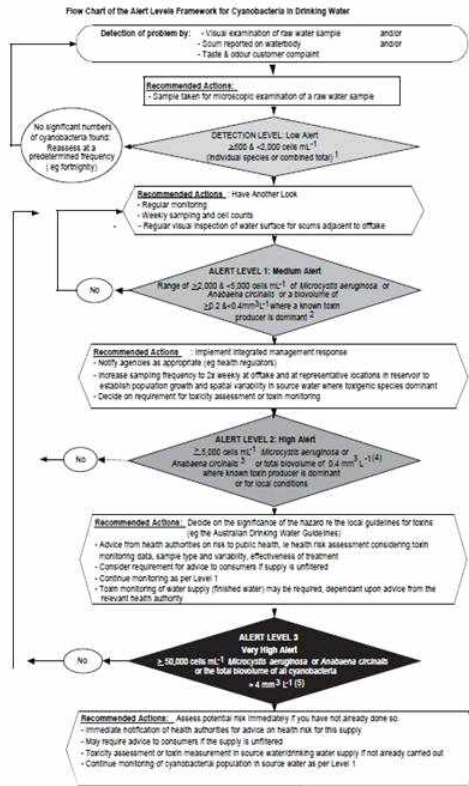 Flow Chart of the Alert Levels Framework for Cyanobacteria in Drinking Water
Detection of problem by: - Visual examination of raw water sample and/or
- Scum reported on waterbody and/or
- Taste & odour customer complaint
Recommended Actions:
- Sample taken for microscopic examination of a raw water sample
No significant numbers
of cyanobacteria found:
Reassess at a
predetermined frequency
( eg fortnightly)
DETECTION LEVEL: Low Alert
≥500 & <2,000 cells mL-1
(individual species or combined total) 1
Recommended Actions : Have Another Look
- Regular monitoring
- Weekly sampling and cell counts
- Regular visual inspection of water surface for scums adjacent to offtake
No
ALERT LEVEL 1: Medium Alert
Range of ≥2,000 & <5,000 cells mL-1 of Microcystis aeruginosa or
Anabaena circinalis or a biovolume of
≥0.2 &<0.4mm3L-1 where a known toxin
producer is dominant 2
Recommended Actions : Implement integrated management response
- Notify agencies as appropriate (eg health regulators)
- Increase sampling frequency to 2x weekly at offtake and at representative locations in reservoir to
establish population growth and spatial variability in source water where toxigenic species dominant
- Decide on requirement for toxicity assessment or toxin monitoring
No
ALERT LEVEL 2: High Alert
≥ 5,000 cells mL-1 Microcystis aeruginosa or
Anabaena circinalis 3 or total biovolume of 0.4 mm3 L-1(4)
where known toxin producer is dominant
or for local conditions
Recommended Actions: Decide on the significance of the hazard re the local guidelines for toxins
(eg the Australian Drinking Water Guidelines)
- Advice from health authorities on risk to public health, ie health risk assessment considering toxin
monitoring data, sample type and variability, effectiveness of treatment
- Consider requirement for advice to consumers if supply is unfiltered
- Continue monitoring as per Level 1
- Toxin monitoring of water supply (finished water) may be required, dependant upon advice from the
relevant health authority
No
ALERT LEVEL 3
Very High Alert
≥ 50,000 cells mL-1 Microcystis aeruginosa or Anabaena circinalis
or the total biovolume of all cyanobacteria
> 4 mm3 L-1 (5)
Recommended Actions: Assess potential risk immediately if you have not already done so.
- Immediate notification of health authorities for advice on health risk for this supply
- May require advice to consumers if the supply is unfiltered
- Toxicity assessment or toxin measurement in source water/drinking water supply if not already carried out
- Continue monitoring of cyanobacterial population in source water as per Level 1